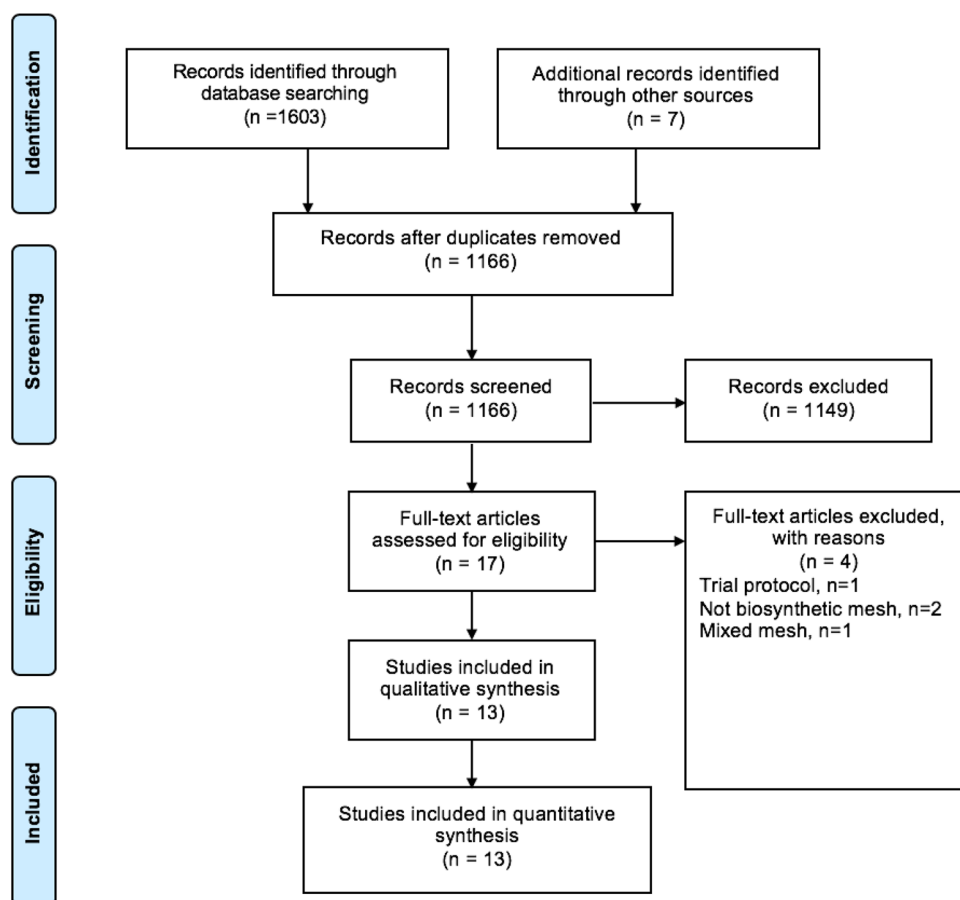 Identification
Records identified through
database searching
(n =1603)
Additional records identified
through other sources
(n = 7)
Records after duplicates removed
(n = 1166)
Screening
Records screened
(n = 1166)
Records excluded
(n = 1149)
Eligibility
Full-text articles
assessed for eligibility
(n = 17)
Full-text articles excluded,
with reasons
(n = 4)
Trial protocol, n=1
Not biosynthetic mesh, n=2
Mixed mesh, n=1
Studies included in
qualitative synthesis
(n = 13)
Included
Studies included in quantitative
synthesis
(n = 13)